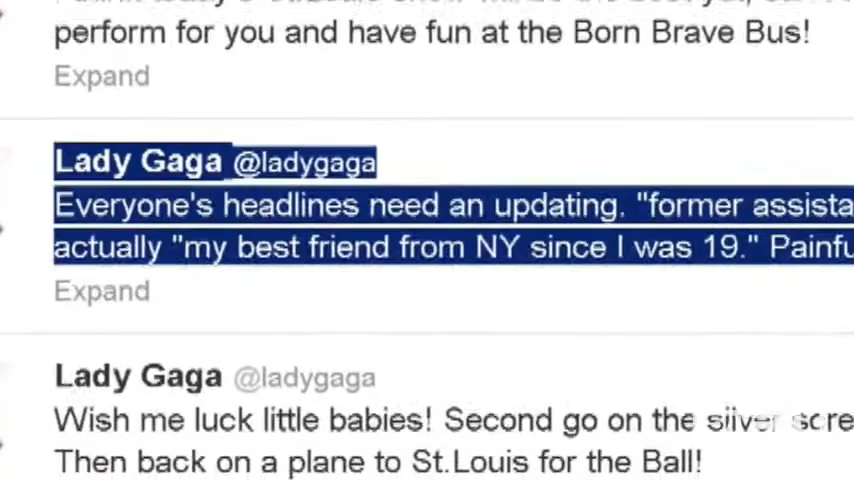 perform for you and have fun at the Born Brave Bus!
Expand
Lady Gaga @ladygaga
Everyone's headlines need an updating. "former assista
actually "my best friend from NY since I was 19." Painfu
Expand
Lady Gaga @ladygaga
Wish me luck little babies! Second go on the silver scre
Then back on a plane to St.Louis for the Ball!